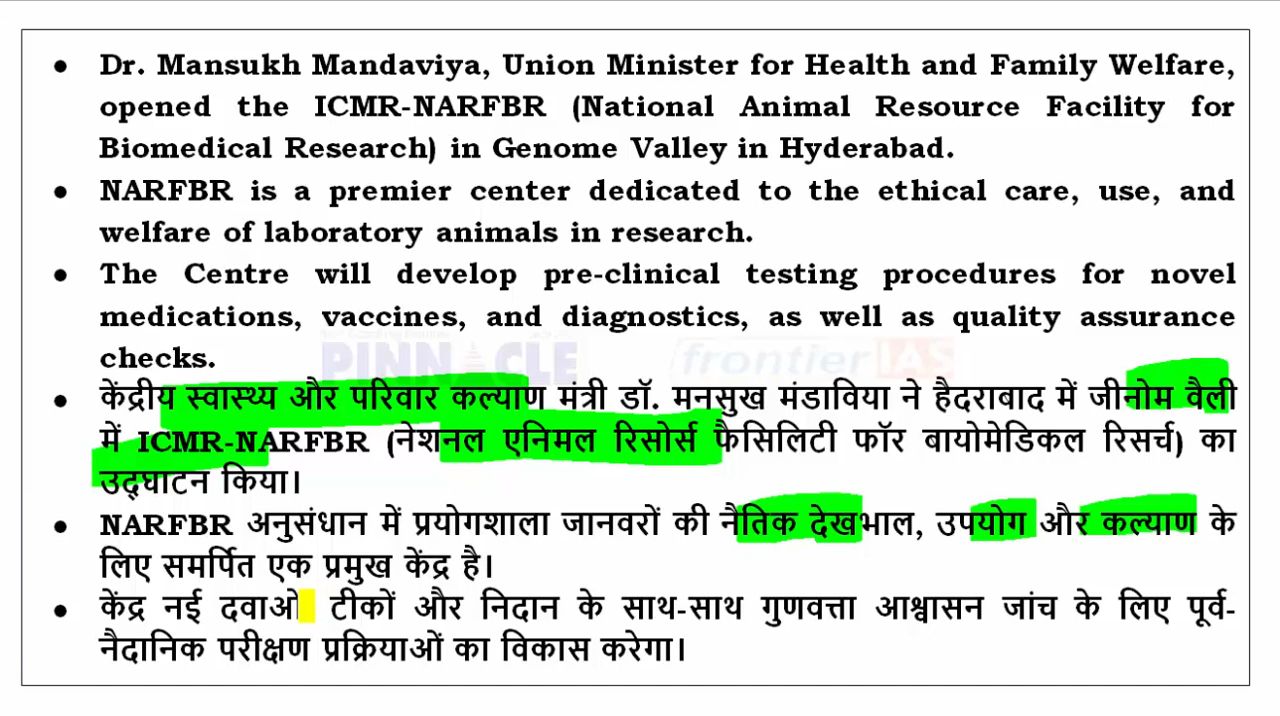 • Dr. Mansukh Mandaviya, Union Minister for Health and Family Welfare,
opened the ICMR-NARFBR (National Animal Resource Facility for
Biomedical Research) in Genome Valley in Hyderabad.
• NARFBR is a premier center dedicated to the ethical care, use, and
welfare of laboratory animals in research.
• The Centre will develop pre-clinical testing procedures for novel
medications, vaccines, and diagnostics, as well as quality assurance
checks.
PINNACLE frontier IAS
• केंद्रीय स्वास्थ्य और परिवार कल्याण मंत्री डॉ. मनसुख मंडाविया ने हैदराबाद में जीनोम वैली
में ICMR-NARFBR (नेशनल एनिमल रिसोर्स फैसिलिटी फॉर बायोमेडिकल रिसर्च) का
उद्घाटन किया।
• NARFBR अनुसंधान में प्रयोगशाला जानवरों की नैतिक देखभाल, उपयोग और कल्याण के
लिए समर्पित एक प्रमुख केंद्र है।
• केंद्र नई दवाओ टीकों और निदान के साथ-साथ गुणवत्ता आश्वासन जांच के लिए पूर्व-
नैदानिक परीक्षण प्रक्रियाओं का विकास करेगा।